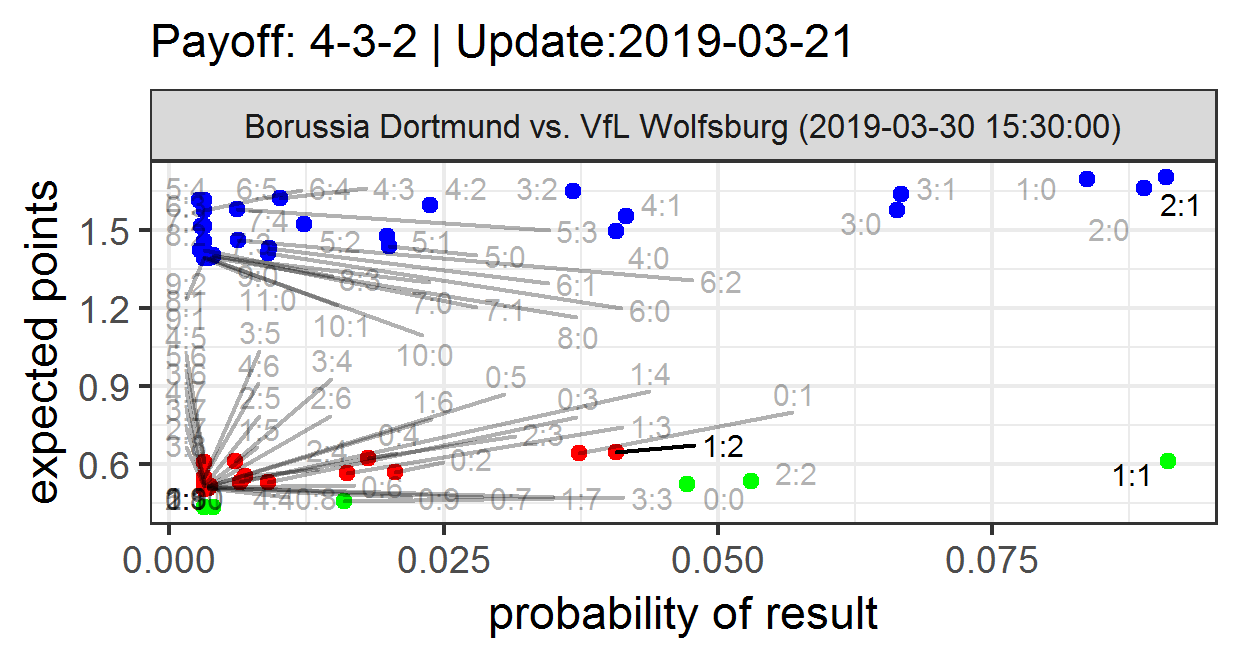 Payoff: 4-3-2 | Update:2019-03-21
Borussia Dortmund vs. VfL Wolfsburg (2019-03-30 15:30:00)
expected points
1.5
1.2
0.9
0.6
5:4 6:5 6:4 4:3 4:2 3:2 3:1 1:0 2:1
4:1
7:4 3:0 2:0
5:2 5:1 5:3
5:0 4:0
9:2 9:0 8:3 6:1 6:2
8:1 11:0 7:0 7:1 6:0
9:1 10:1 8:0
4:5 3:5 10:0
5:6 4:6 3:4 0:5 1:4
2:5 2:6 1:6 0:3 0:1
1:5 2:4 0:4 2:3 1:3 1:2
0:2 2:2 1:1
4:4 0:8 0:6 0:9 0:7 1:7 3:3 0:0
0.000 0.025 0.050 0.075
probability of result